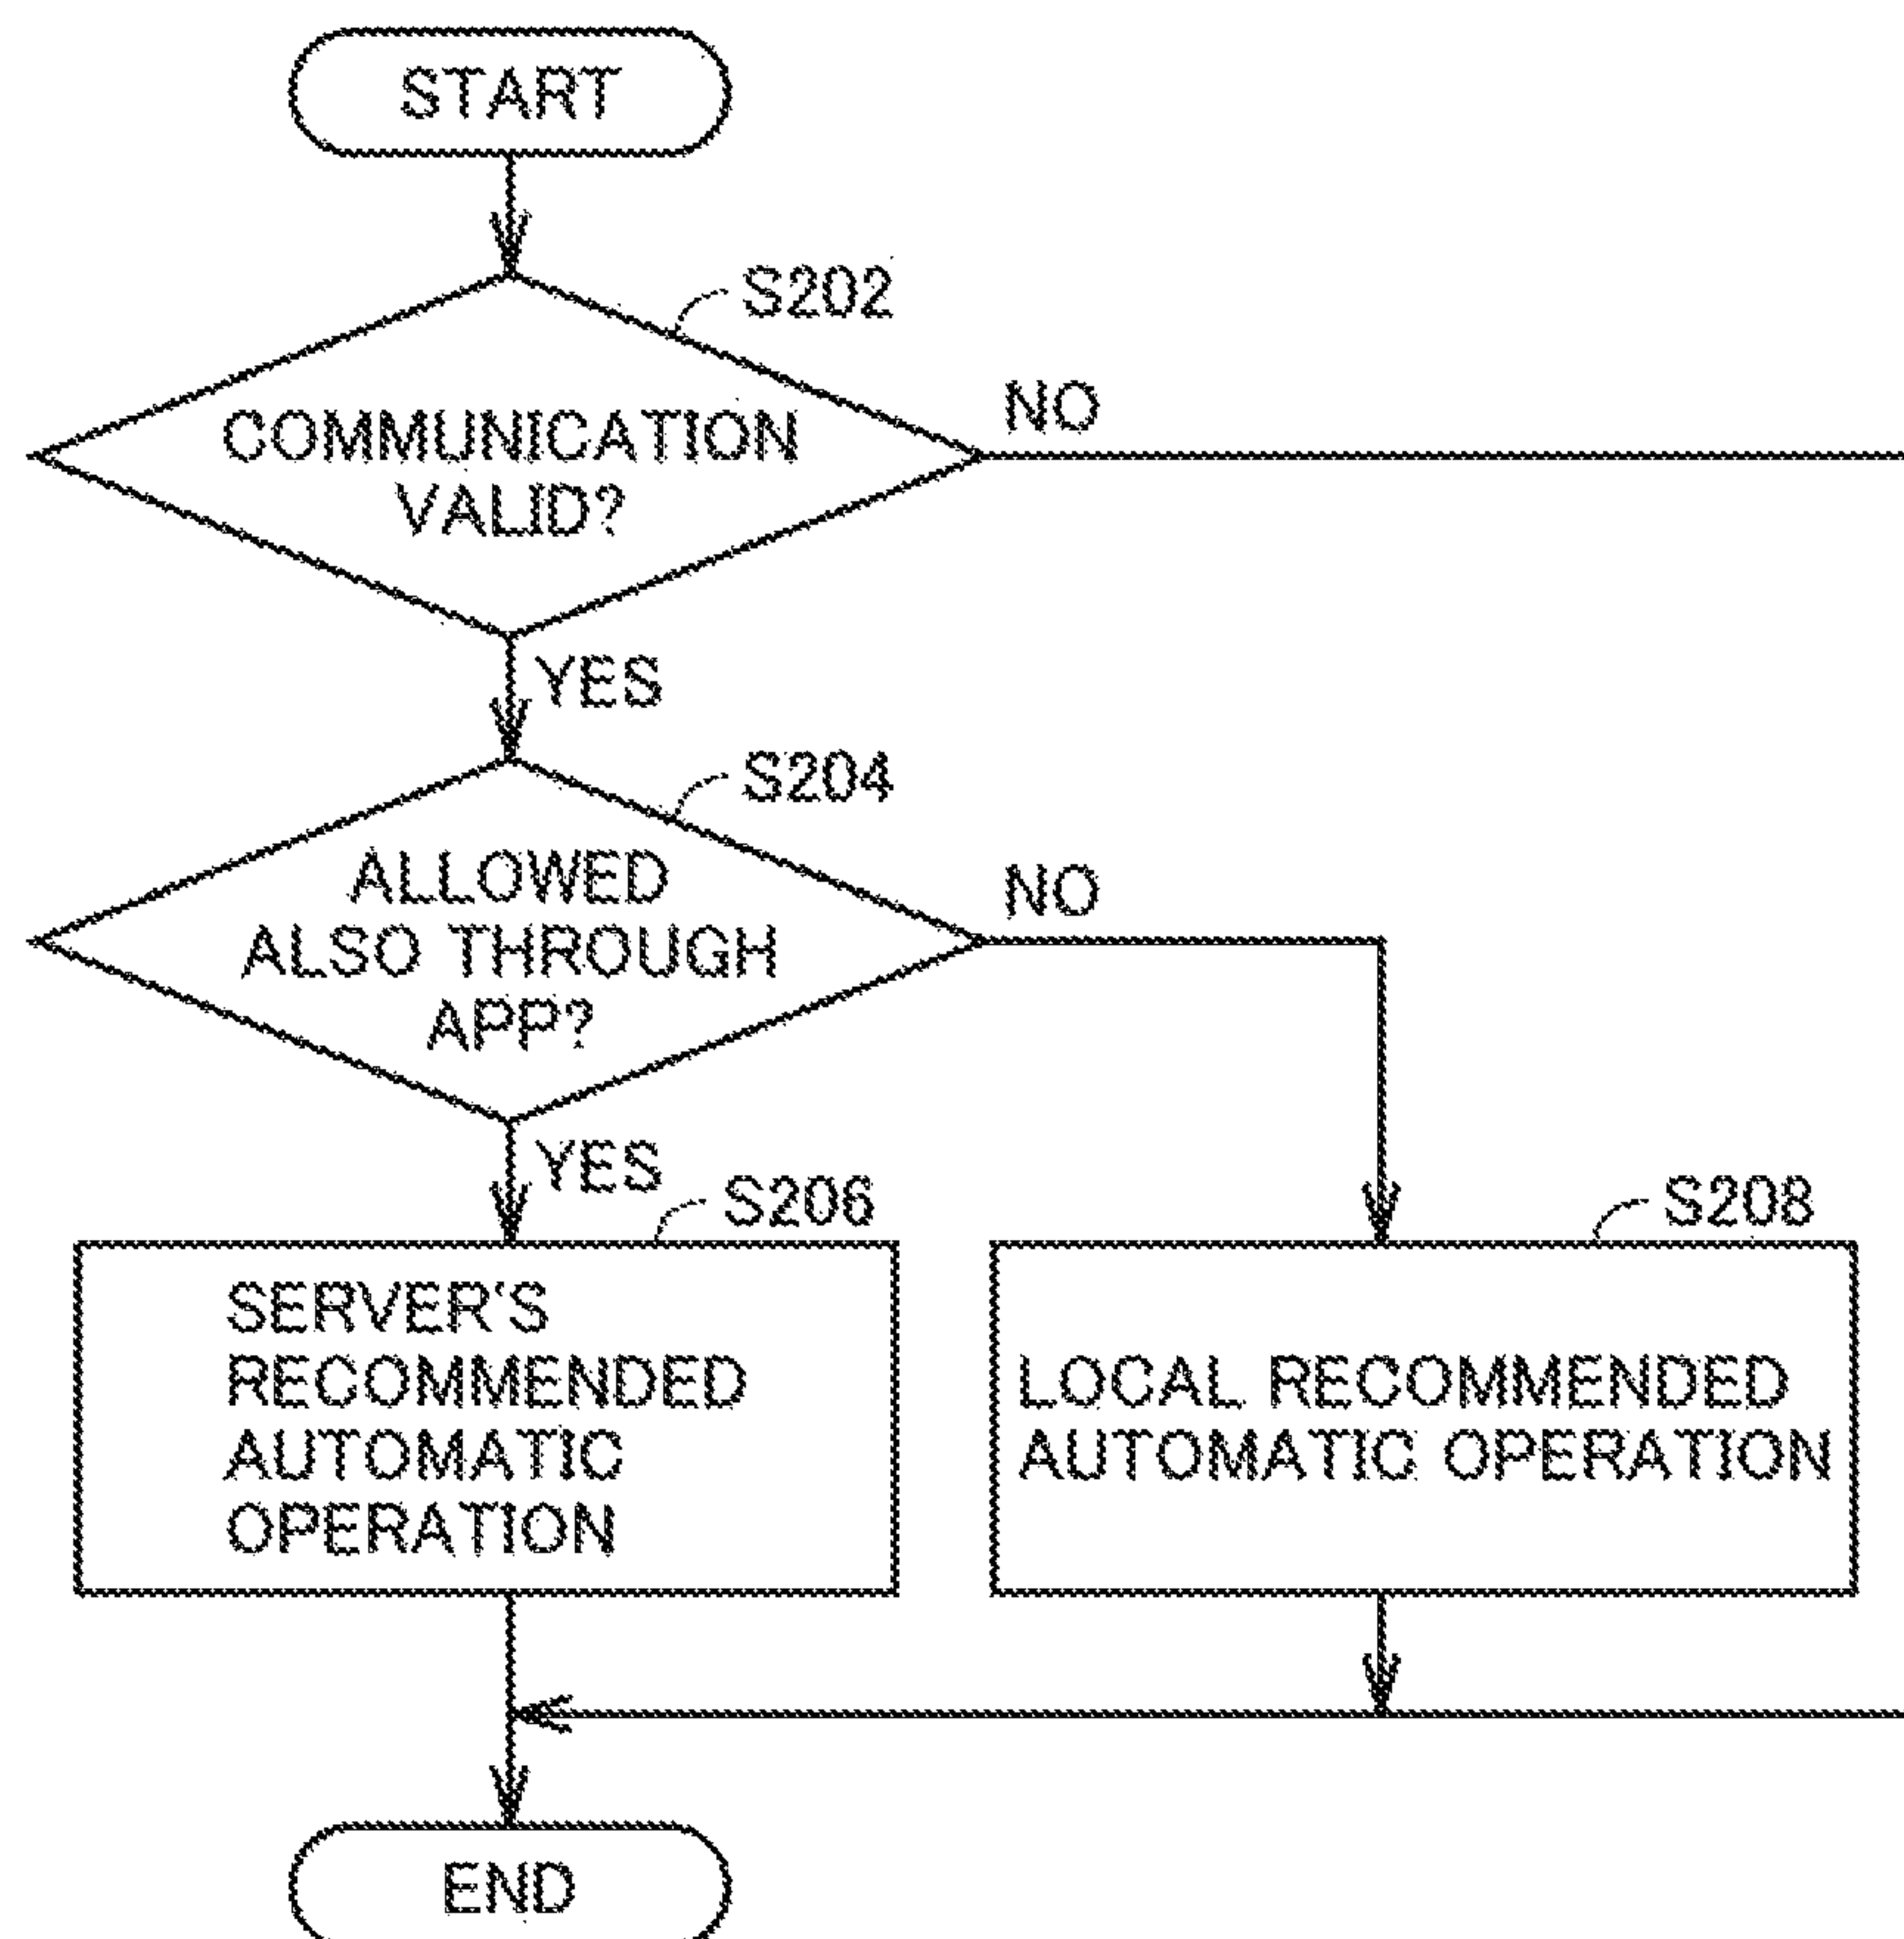 START
S202
COMMUNICATION
VALID?
NO
YES
S204
ALLOWED
ALSO THROUGH
APP?
NO
YES
S206
SERVER'S
RECOMMENDED
AUTOMATIC
OPERATION
S208
LOCAL RECOMMENDED
AUTOMATIC OPERATION
END